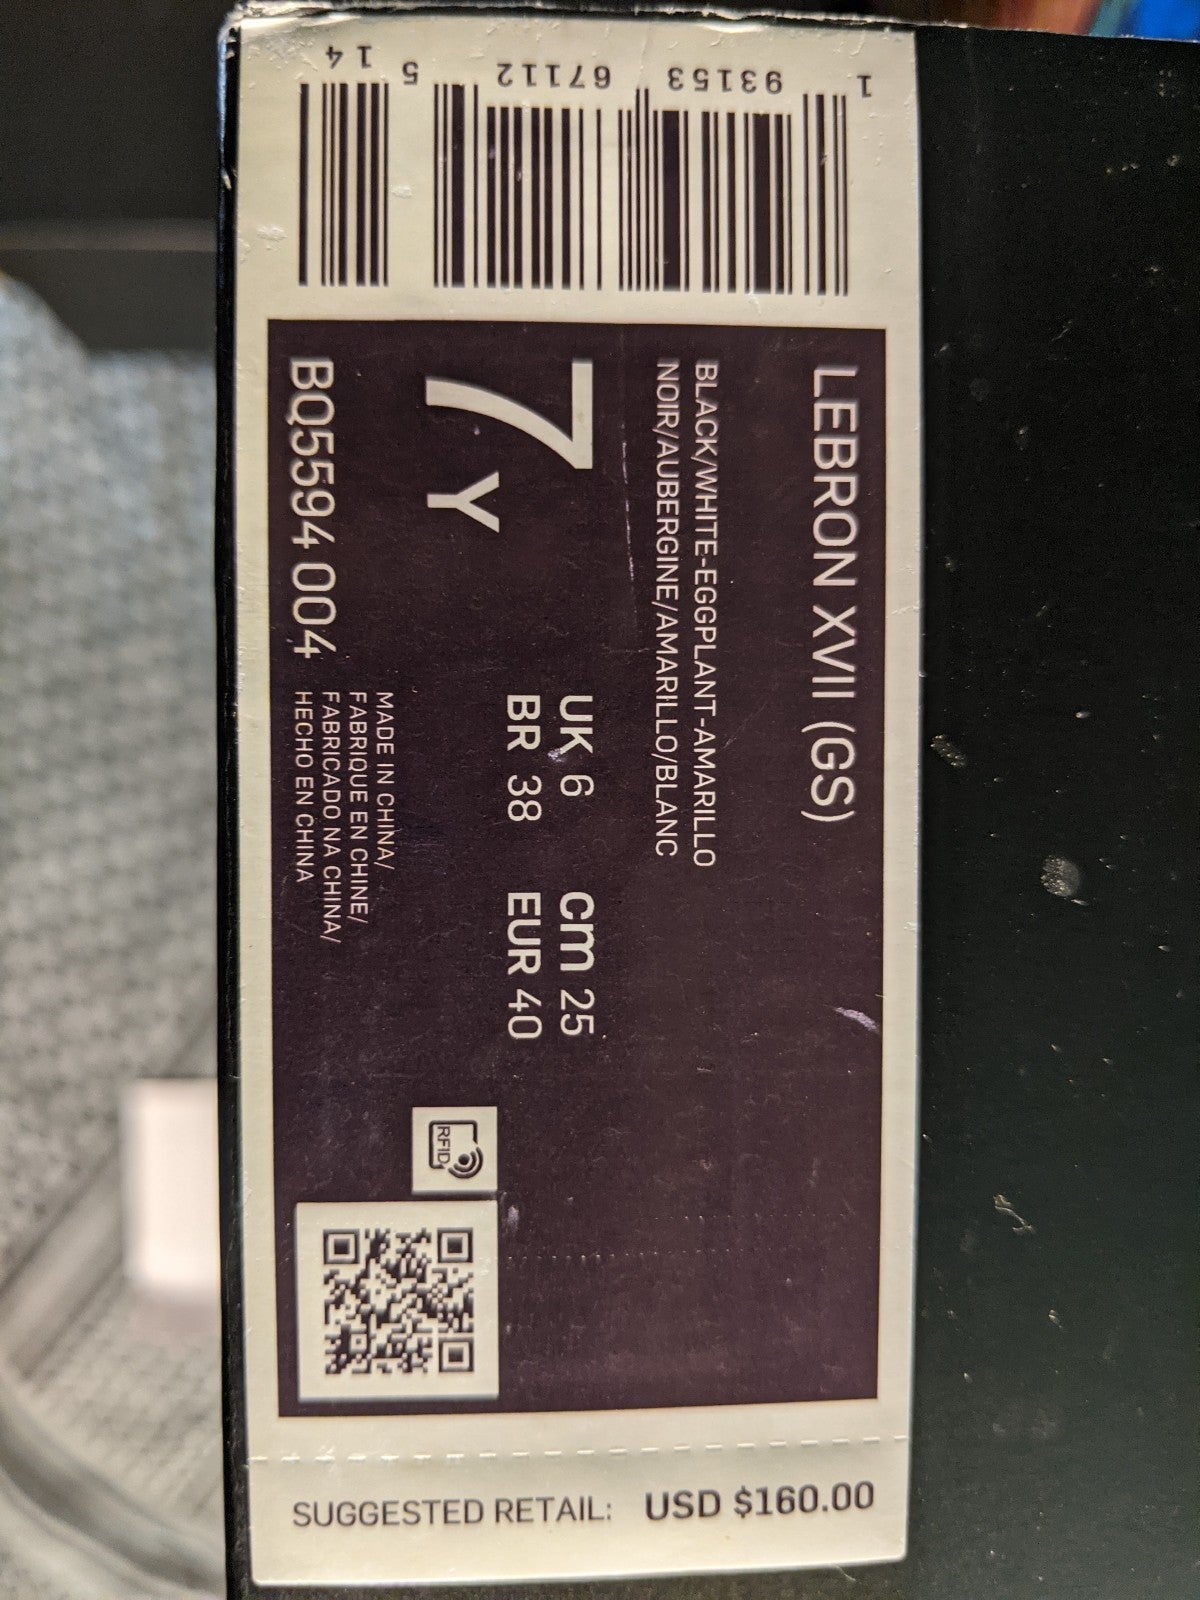 LEBRON XVII (GS)
BLACK/WHITE-EGGPLANT-AMARILLO
NOIR/AUBERGINE/AMARILLO/BLANC
7 Y
UK 6 cm 25
BR 38 EUR 40
BQ5594 004
MADE IN CHINA/
FABRIQUE EN CHINE/
FABRICADO NA CHINA/
HECHO EN CHINA
RFID
1 93153 67112 5 14
SUGGESTED RETAIL: USD $160.00